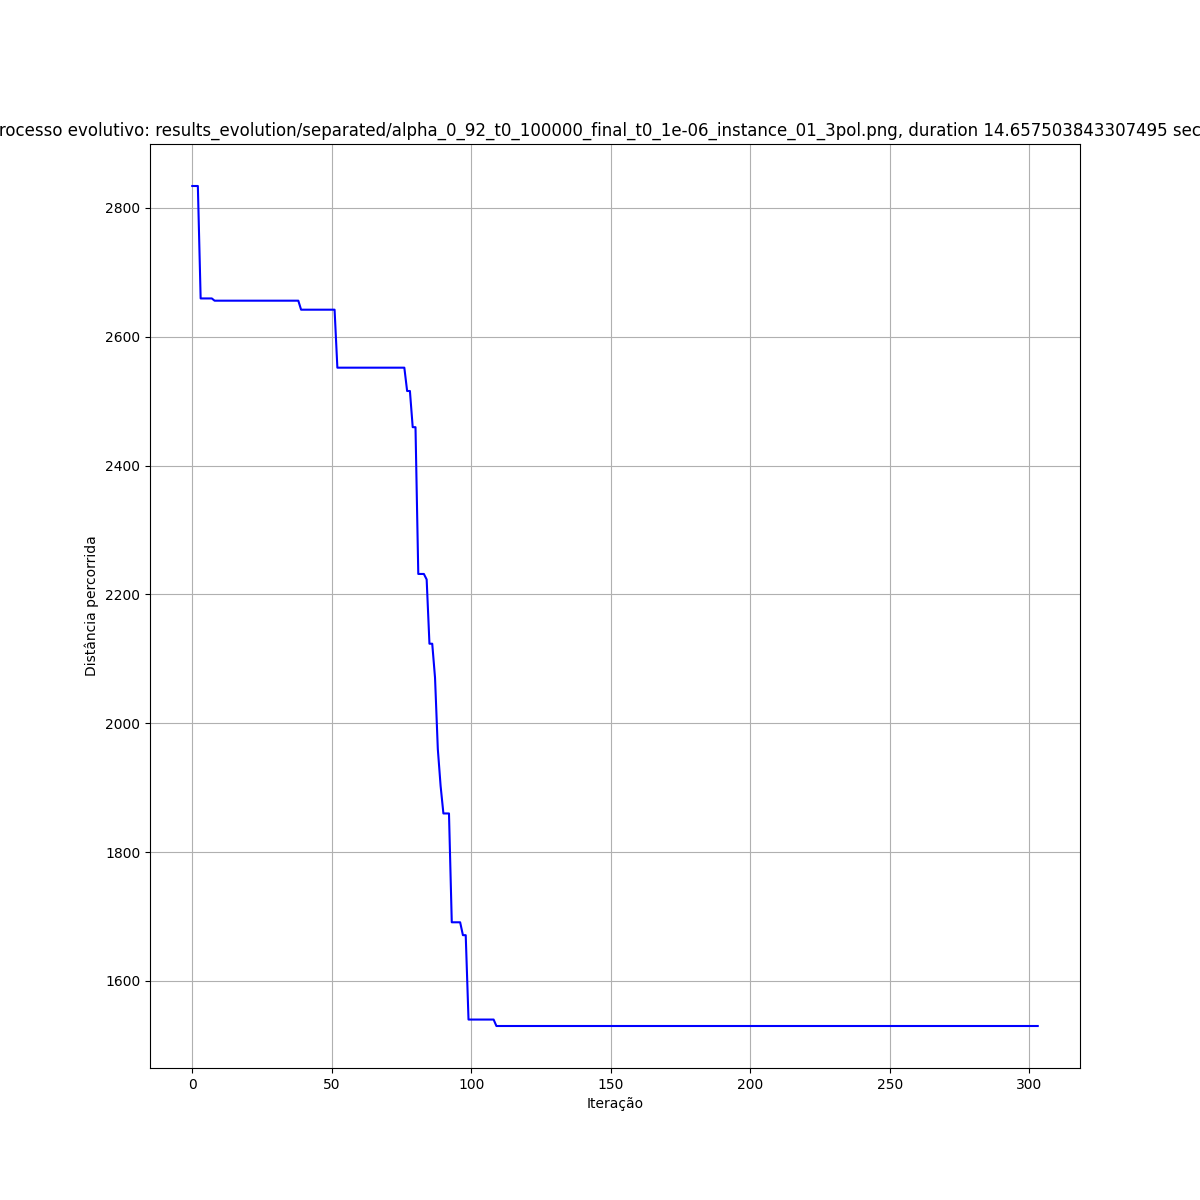 rocesso evolutivo: results_evolution/separated/alpha_0_92_t0_100000_final_t0_1e-06_instance_01_3pol.png, duration 14.657503843307495 sec
2800
2600
2400
2200
2000
1800
1600
Distância percorrida
0 50 100 150 200 250 300
Iteração